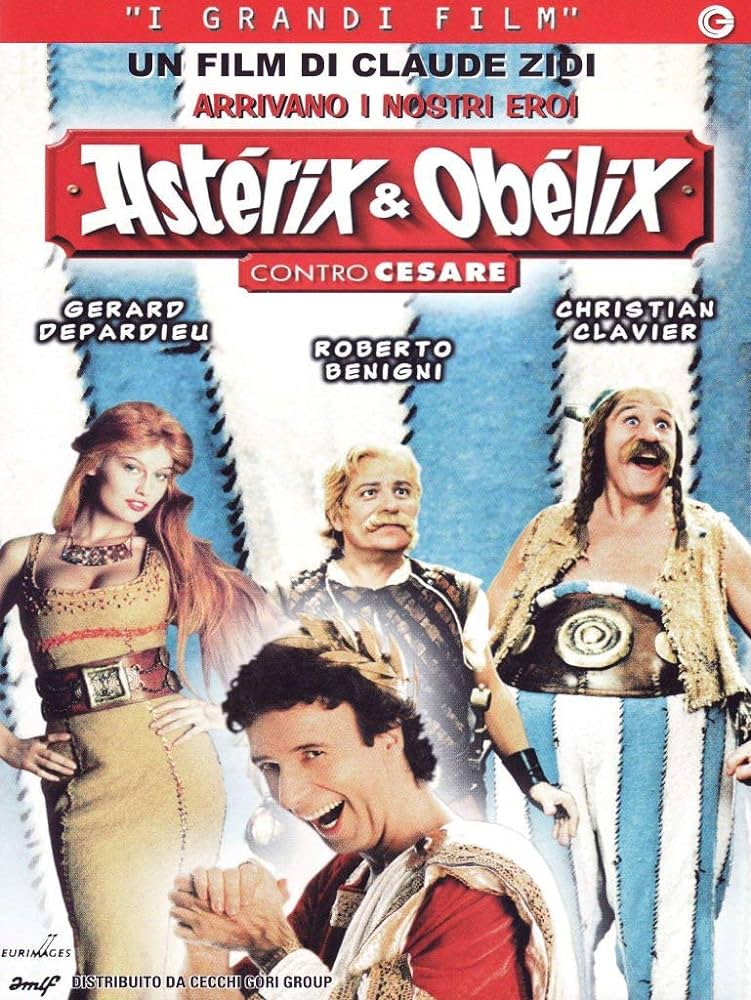 "I GRANDI FILM"
UN FILM DI CLAUDE ZIDI
ARRIVANO I NOSTRI EROI
Astérix & Obélix
CONTRO CESARE
GERARD
DEPARDIEU
ROBERTO
BENIGNI
CHRISTIAN
CLAVIER
EURIMAGES
amlf DISTRIBUITO DA CECCHI GORI GROUP